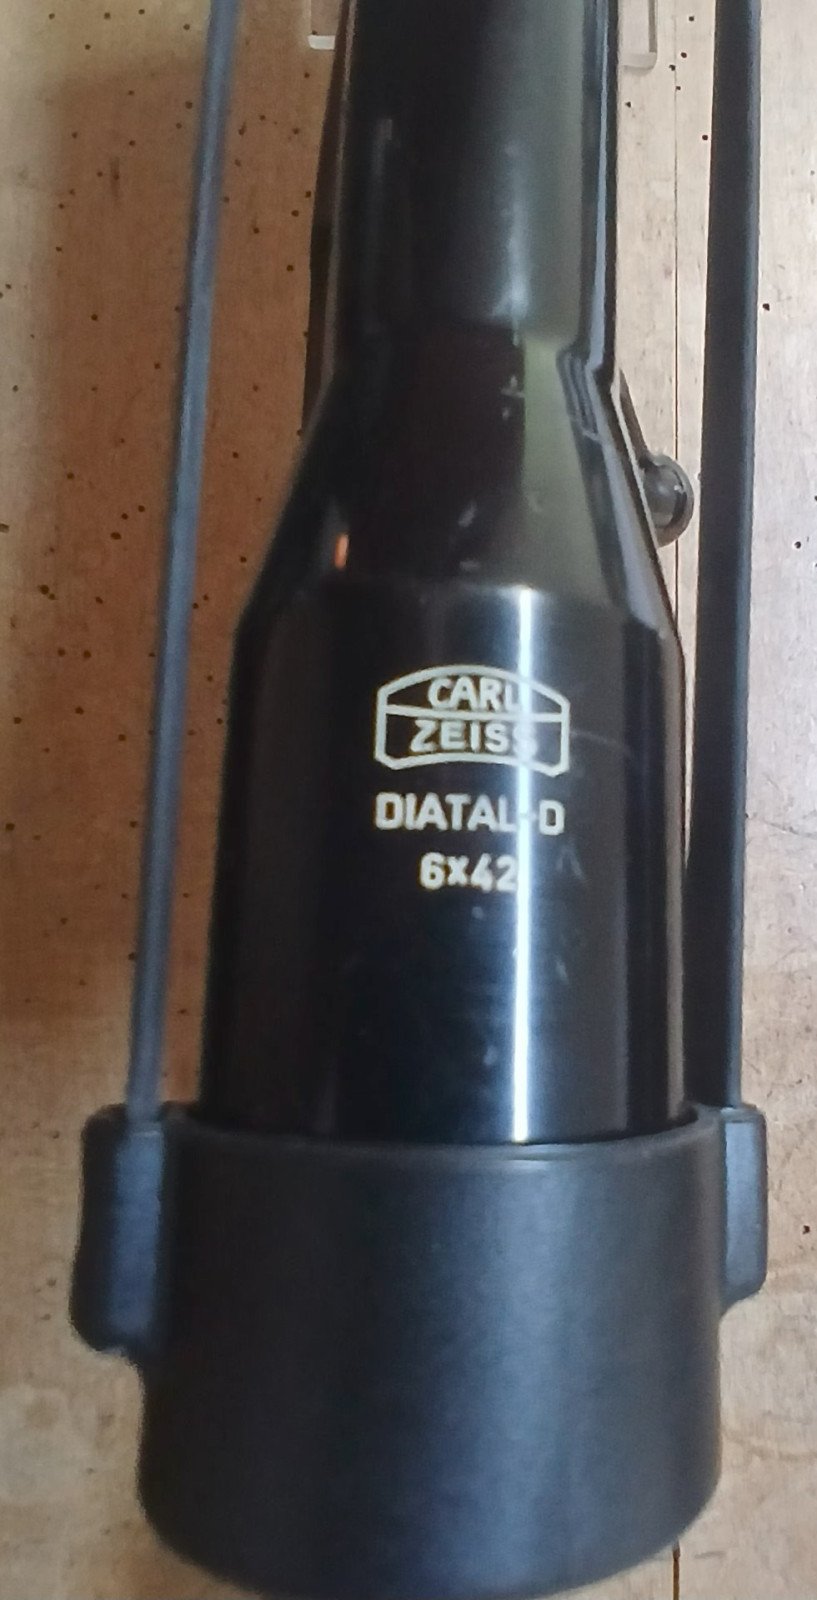 CARL
ZEISS
DIATAL-D
6x42